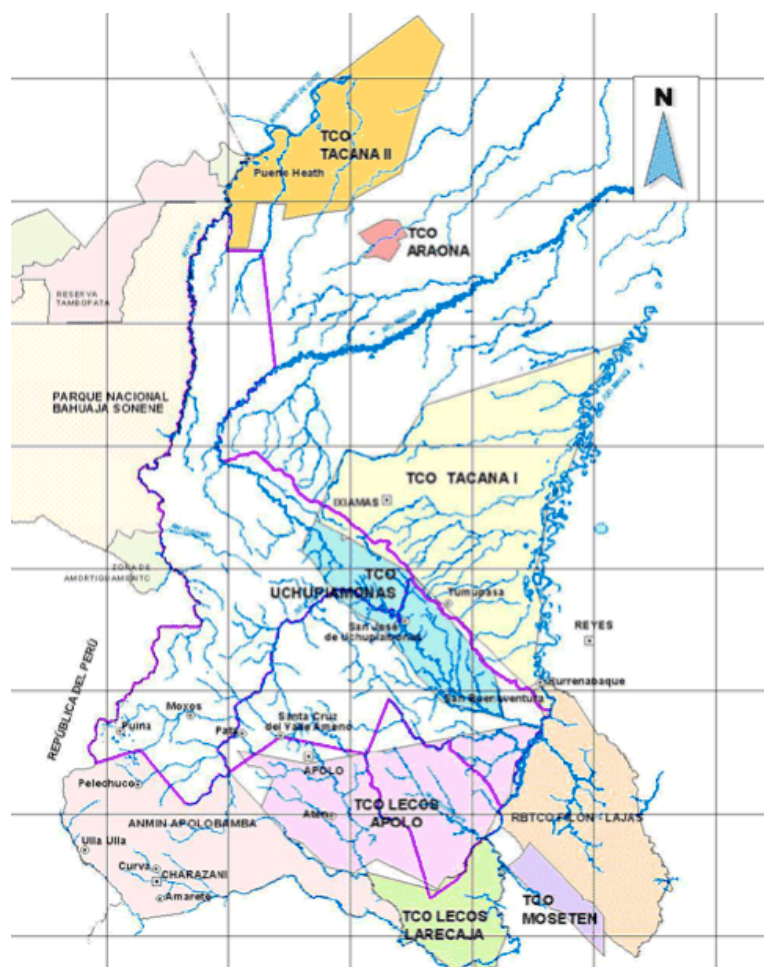 N
TCO
TACANA II
Puerto Heath
TCO
ARAONA
RESERVA
TAMBOPATA
PARQUE NACIONAL
BAHUAJA SONENE
TCO TACANA I
IXIAMAS
ZONA DE
AMORTIGUAMIENTO
TCO
UCHUPIAMONAS
Tumupasa
San José
de Uchupiamonas
REYES
Rurrenabaque
San Buenaventura
REPÚBLICA DEL PERÚ
Moxos
Puina
Pata
Santa Cruz
del Valle Ameno
APOLO
Pelechuco
TCO LECOS
APOLO
Aten
ANMIN APOLOBAMBA
RBTCO PILON - LAJAS
Ulla Ulla
Curva
CHARAZANI
Amarete
TCO
MOSETEN
TCO LECOS
LARECAJA